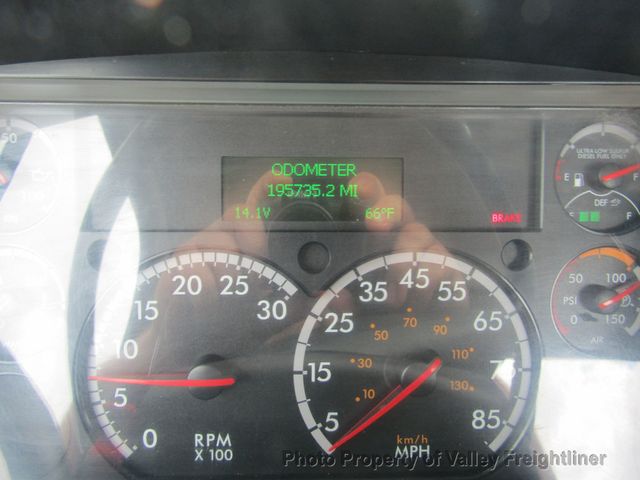 ODOMETER
195735.2 MI
14.1V 66°F
BRAKE
ULTRA LOW SULFUR
DIESEL FUEL ONLY
E F
DEF
E F
50 100
PSI
0 150
AIR
0 5 10 15 20 25 30
RPM
X 100
5 15 25 35 45 55 65 75 85
10 30 50 70 90 110 130
km/h
MPH
50
Photo Property of Valley Freightliner